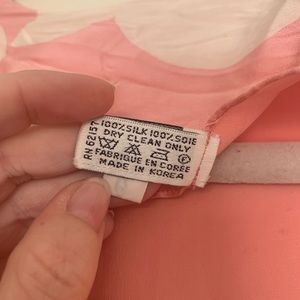 100% SILK 100% SOIE
DRY CLEAN ONLY
FABRIQUE EN COREE
MADE IN KOREA
RN 62157